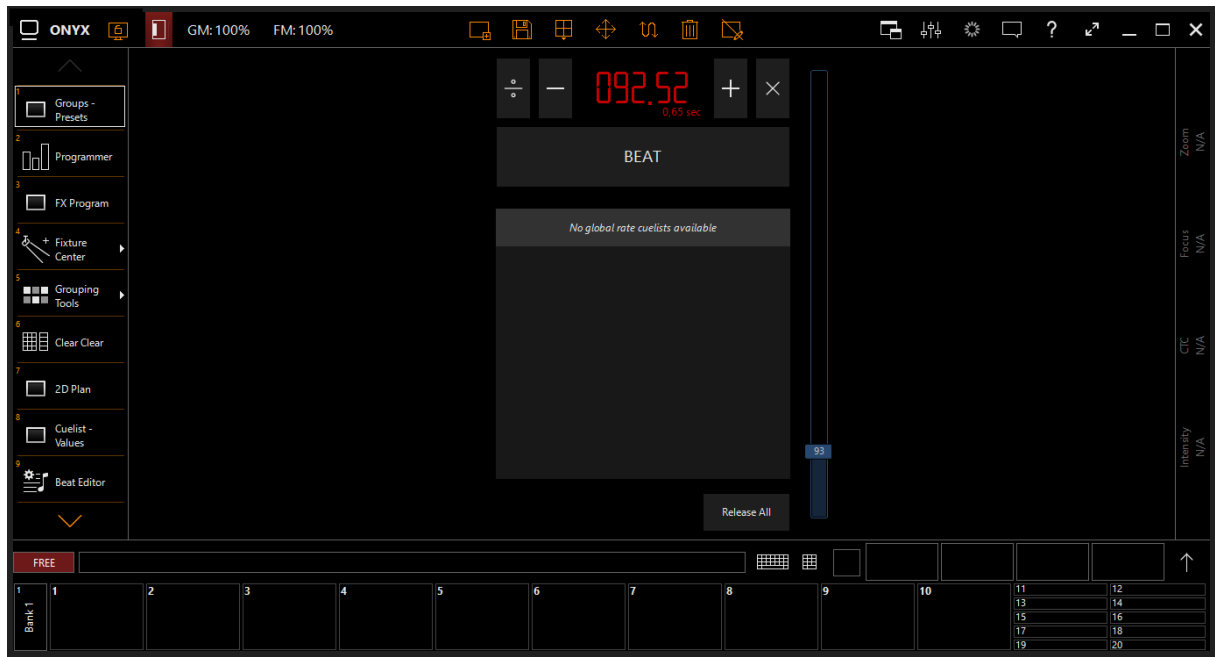 ONYX
GM:100% FM:100%
?
1
Groups -
Presets
2
Programmer
3
FX Program
4
Fixture
Center
5
Grouping
Tools
6
Clear Clear
7
2D Plan
8
Cuelist -
Values
9
Beat Editor
÷ − 092.52 + ×
0,65 sec
BEAT
No global rate cuelists available
93
Release All
Zoom
N/A
Focus
N/A
CTC
N/A
Intensity
N/A
FREE
1
Bank 1
1 2 3 4 5 6 7 8 9 10
11 12
13 14
15 16
17 18
19 20